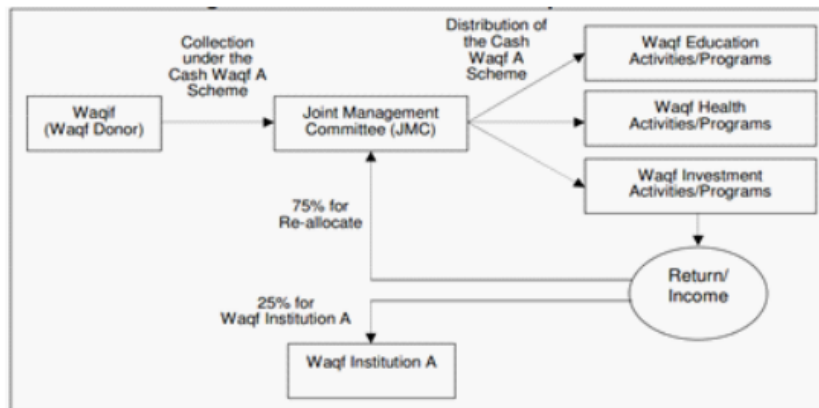 Collection
under the
Cash Waqf A
Scheme
Distribution of
the Cash
Waqf A
Scheme
Waqif
(Waqf Donor)
Joint Management
Committee (JMC)
Waqf Education
Activities/Programs
Waqf Health
Activities/Programs
Waqf Investment
Activities/Programs
75% for
Re-allocate
Return/
Income
25% for
Waqf Institution A
Waqf Institution A